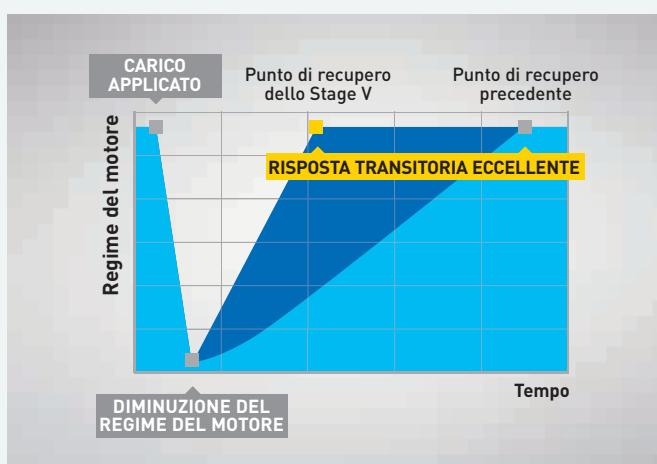 CARICO
APPLICATO
Punto di recupero
dello Stage V
Punto di recupero
precedente
Regime del motore
RISPOSTA TRANSITORIA ECCELLENTE
Tempo
DIMINUZIONE DEL
REGIME DEL MOTORE